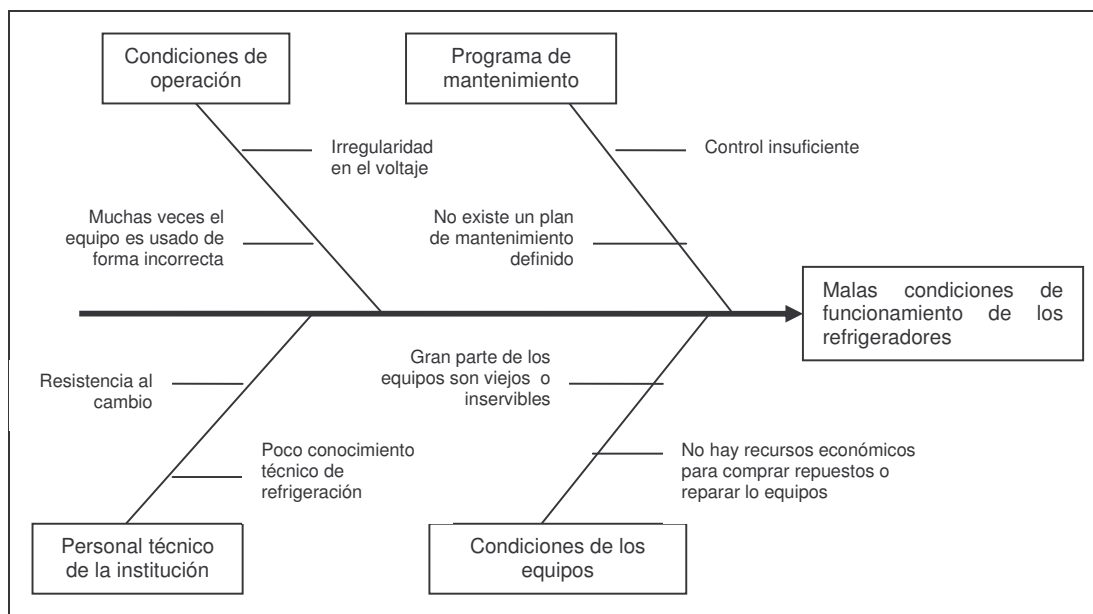 Condiciones de
operación
Programa de
mantenimiento
Irregularidad
en el voltaje
Control insuficiente
Muchas veces el
equipo es usado de
forma incorrecta
No existe un plan
de mantenimiento
definido
Malas condiciones de
funcionamiento de los
refrigeradores
Resistencia al
cambio
Gran parte de los
equipos son viejos o
inservibles
Poco conocimiento
técnico de
refrigeración
No hay recursos económicos
para comprar repuestos o
reparar lo equipos
Personal técnico
de la institución
Condiciones de los
equipos